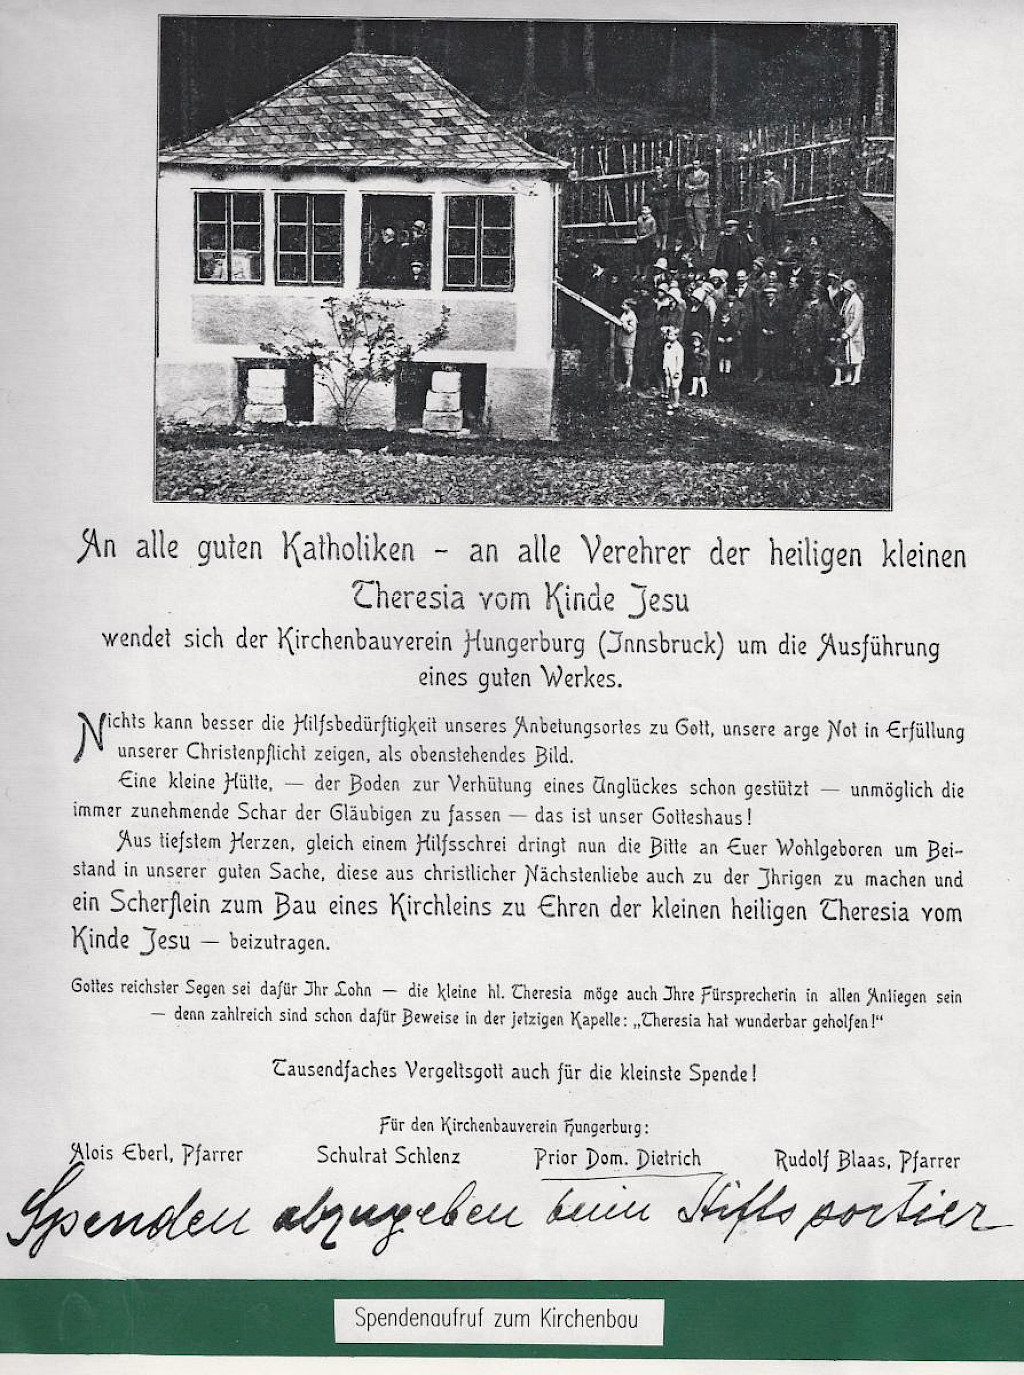 An alle guten Katholiken – an alle Verehrer der heiligen kleinen
Theresia vom Kinde Jesu
wendet sich der Kirchenbauverein Hungerburg (Innsbruck) um die Ausführung
eines guten Werkes.
Nichts kann besser die Hilfsbedürftigkeit unseres Anbetungsortes zu Gott, unsere arge Not in Erfüllung
unserer Christenpflicht zeigen, als obenstehendes Bild.
Eine kleine Hütte, — der Boden zur Verhütung eines Unglückes schon gestützt — unmöglich die
immer zunehmende Schar der Gläubigen zu fassen — das ist unser Gotteshaus!
Aus tiefstem Herzen, gleich einem Hilfsschrei dringt nun die Bitte an Euer Wohlgeboren um Bei-
stand in unserer guten Sache, diese aus christlicher Nächstenliebe auch zu der Ihrigen zu machen und
ein Scherflein zum Bau eines Kirchleins zu Ehren der kleinen heiligen Theresia vom
Kinde Jesu — beizutragen.
Gottes reichster Segen sei dafür Ihr Lohn — die kleine hl. Theresia möge auch Ihre Fürsprecherin in allen Anliegen sein
— denn zahlreich sind schon dafür Beweise in der jetzigen Kapelle: „Theresia hat wunderbar geholfen!“
Tausendfaches Vergeltsgott auch für die kleinste Spende!
Für den Kirchenbauverein Hungerburg:
Alois Eberl, Pfarrer Schulrat Schlenz Prior Dom. Dietrich Rudolf Blaas, Pfarrer
Spenden abzugeben beim Stiftsportier
Spendenaufruf zum Kirchenbau